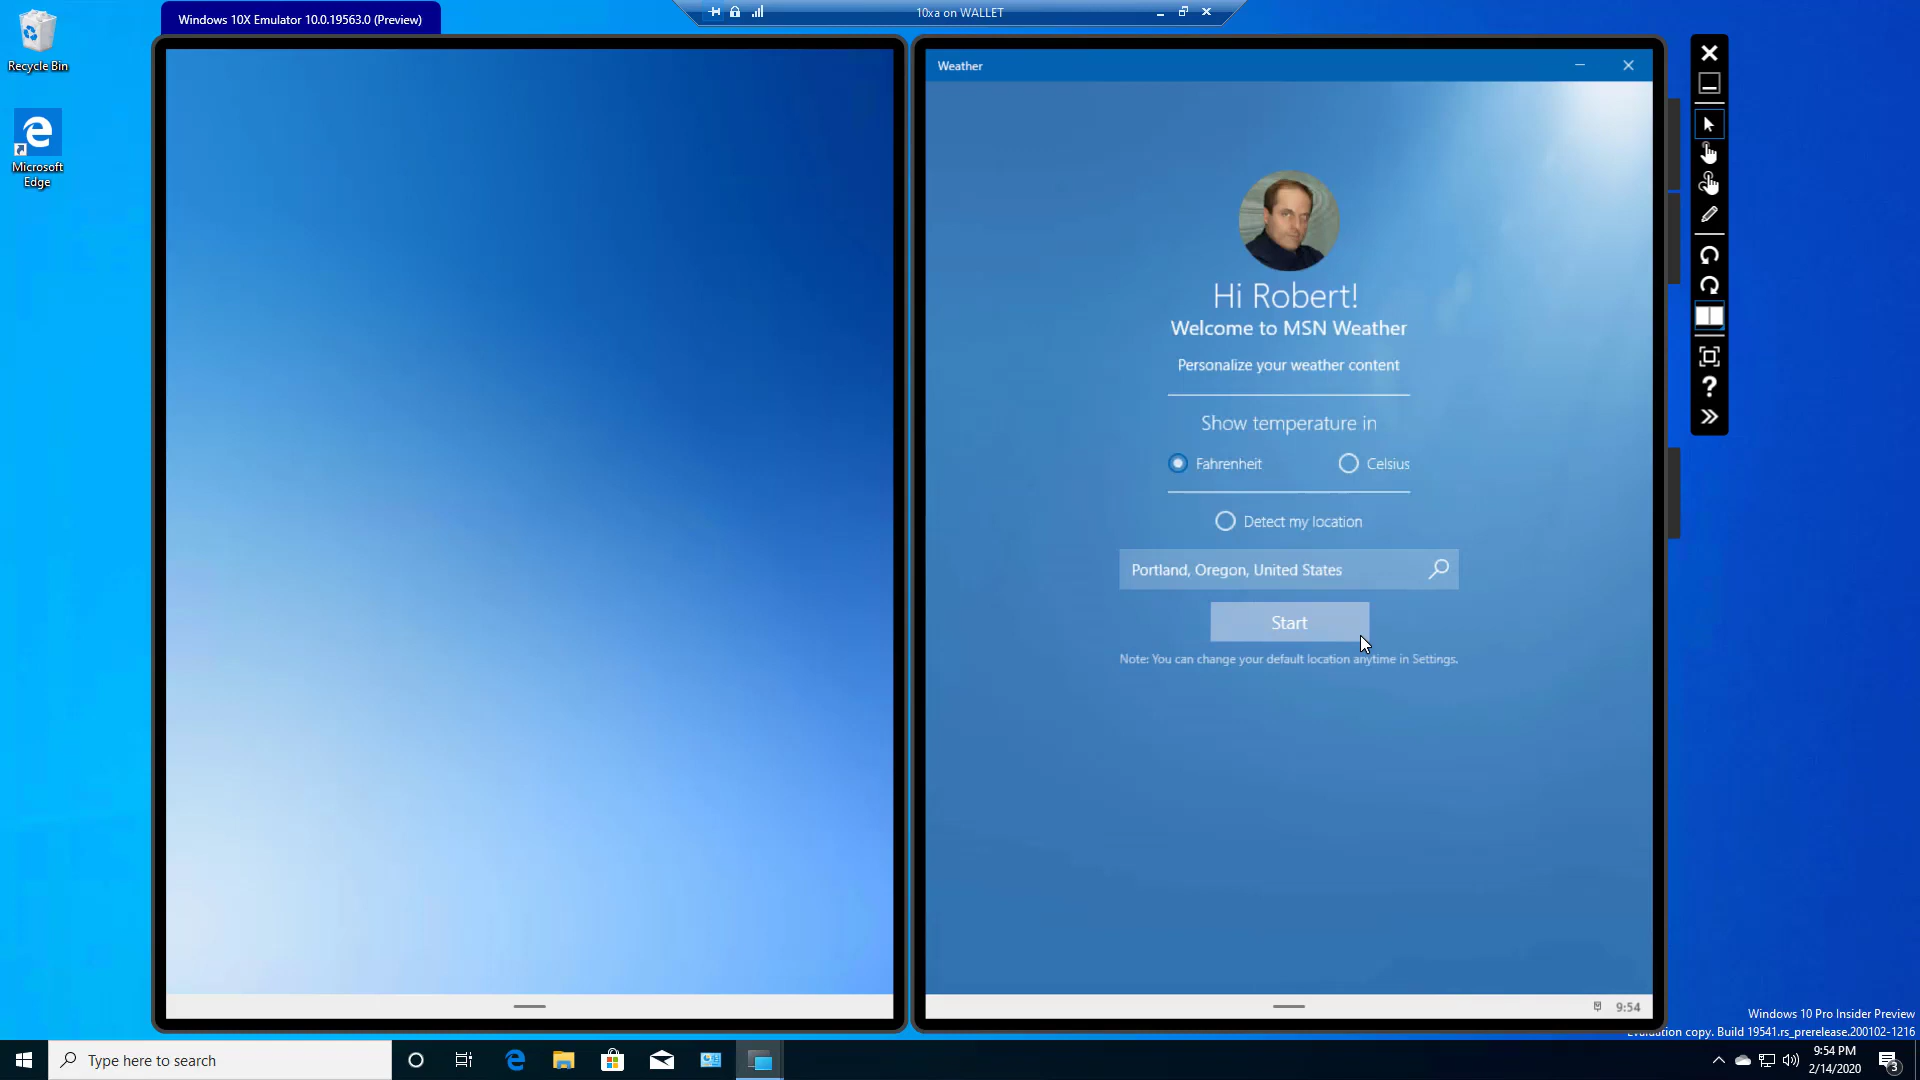 Recycle Bin
Microsoft
Edge
Windows 10X Emulator 10.0.19563.0 (Preview)
10xa on WALLET
Weather
Hi Robert!
Welcome to MSN Weather
Personalize your weather content
Show temperature in
Fahrenheit
Celsius
Detect my location
Portland, Oregon, United States
Start
Note: You can change your default location anytime in Settings.
9:54
?
Windows 10 Pro Insider Preview
Evaluation copy. Build 19541.rs_prerelease.200102-1216
Type here to search
9:54 PM
2/14/2020
3